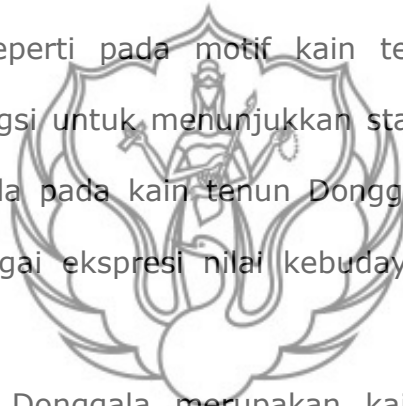 eperti pada motif kain te
gsi untuk menunjukkan sta
la pada kain tenun Dongg
gai ekspresi nilai kebuday
Donggala merupakan kai